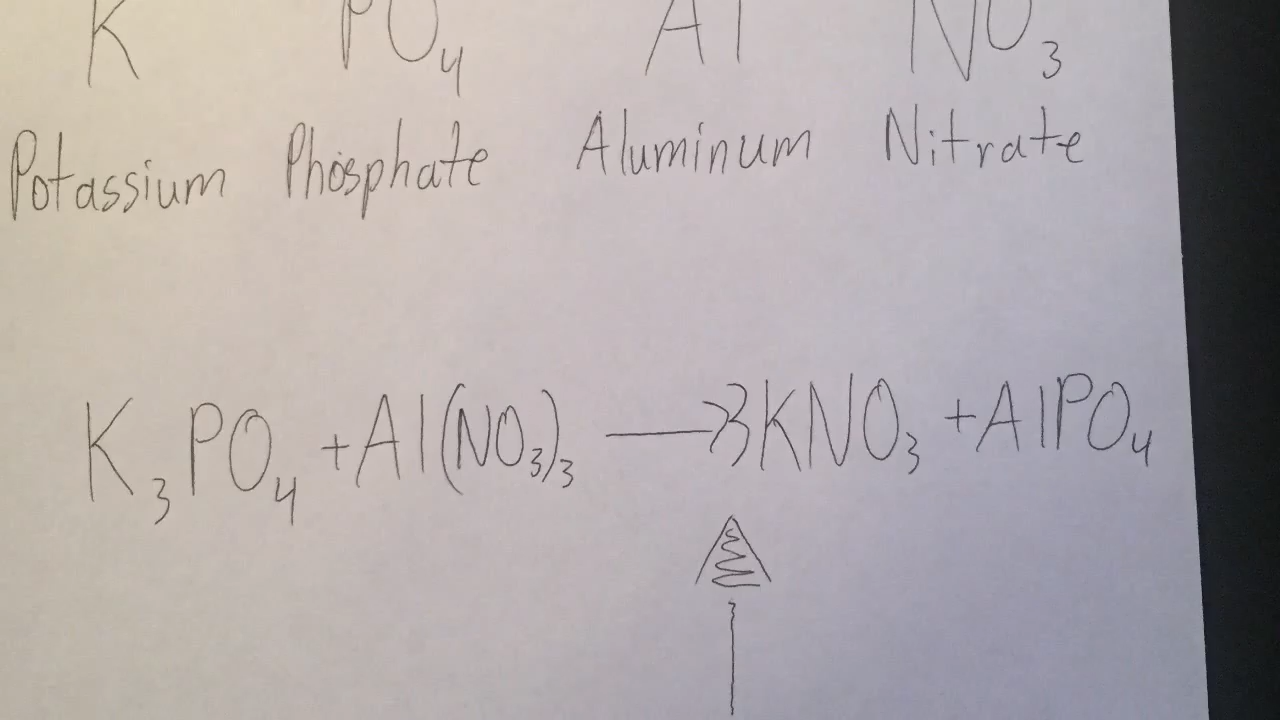 K PO₄ Al NO₃
Potassium Phosphate Aluminum Nitrate
K₃PO₄ + Al(NO₃)₃ → 3KNO₃ + AlPO₄